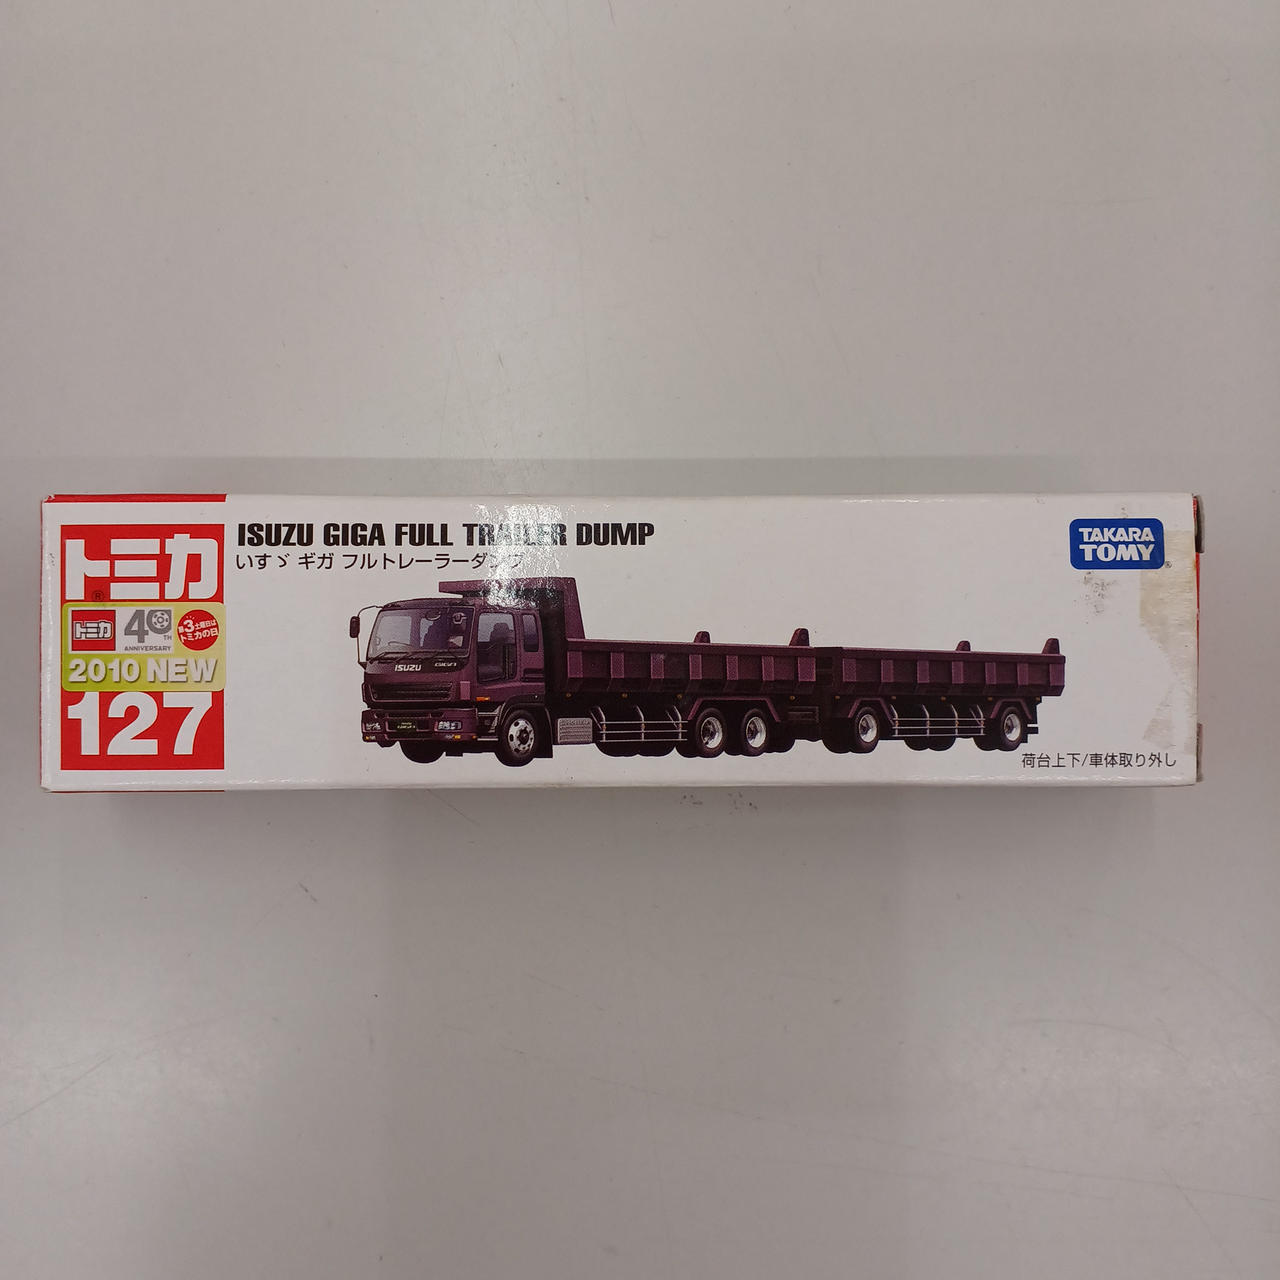 ISUZU GIGA FULL TRAILER DUMP
いすゞ ギガ フルトレーラーダンプ
TAKARA
TOMY
®
トミカ
®
トミカ
40
TH
ANNIVERSARY
第3土曜日は
トミカの日
2010 NEW
127
ISUZU
GIGA
荷台上下/車体取り外し